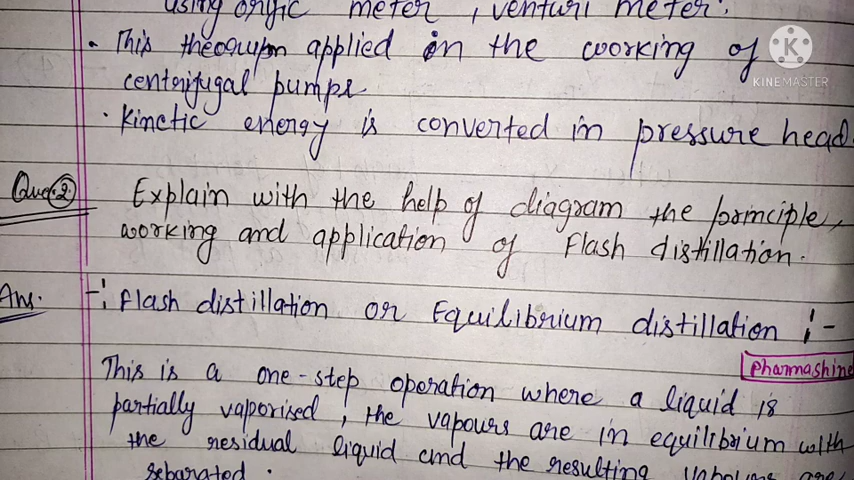 using orific meter, venturi meter.
• This theoqupn applied in the working of
centrifugal pumps
• Kinetic energy is converted in pressure head.
K
KINEMASTER
Que:2. Explain with the help of diagram the principle,
working and application of Flash distillation.
Ans. -: Flash distillation or Equilibrium distillation :-
Pharmashine
This is a one-step operation where a liquid is
partially vaporised, the vapours are in equilibrium with
the residual liquid and the resulting vapours are
separated.